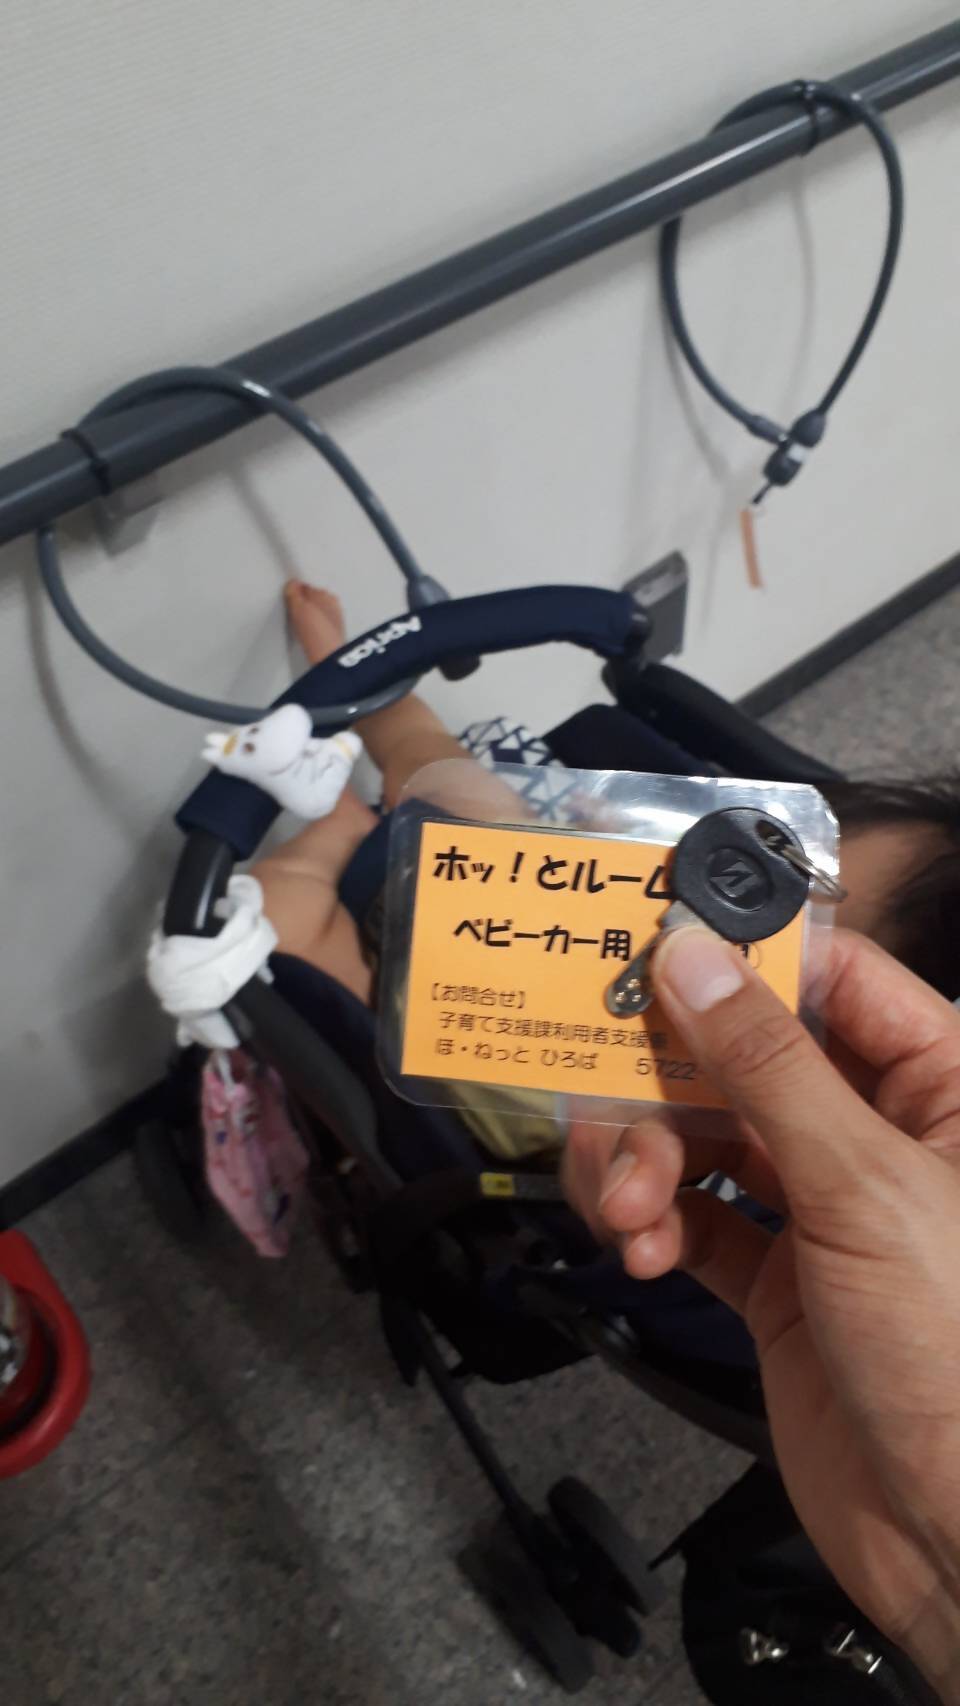 Aprica
ホッ！とルーム
ベビーカー用
【お問合せ】
子育て支援課利用者支援
ほ・ねっと ひろば 5722-